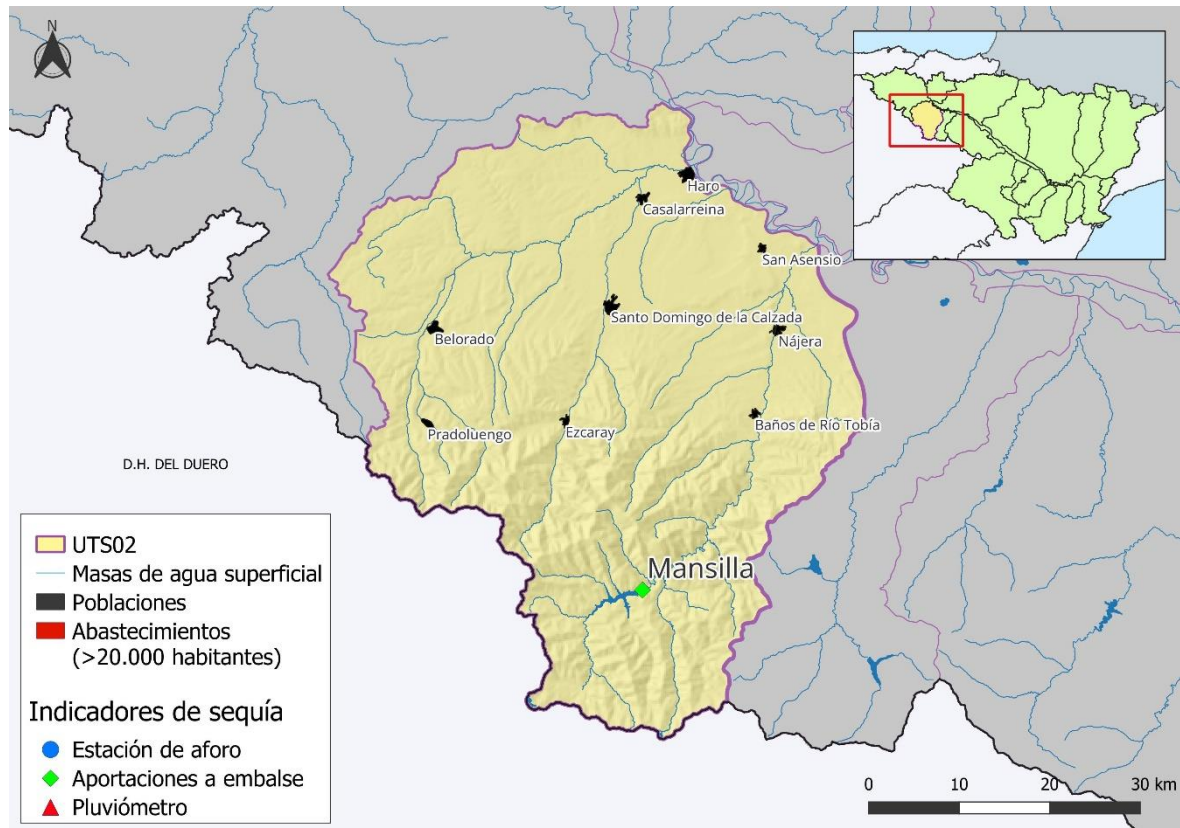 N
Haro
Casalarreina
San Asensio
Santo Domingo de la Calzada
Belorado
Nájera
Pradoluengo
Ezcaray
Baños de Río Tobía
D.H. DEL DUERO
Mansilla
UTS02
Masas de agua superficial
Poblaciones
Abastecimientos
(>20.000 habitantes)
Indicadores de sequía
Estación de aforo
Aportaciones a embalse
Pluviómetro
0 10 20 30 km